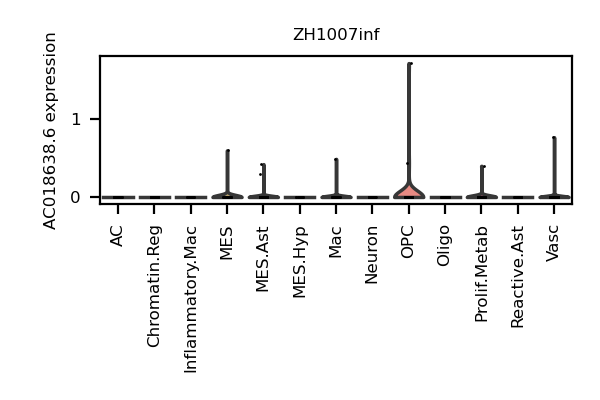 ZH1007inf
AC018638.6 expression
1
0
AC
Chromatin.Reg
Inflammatory.Mac
MES
MES.Ast
MES.Hyp
Mac
Neuron
OPC
Oligo
Prolif.Metab
Reactive.Ast
Vasc